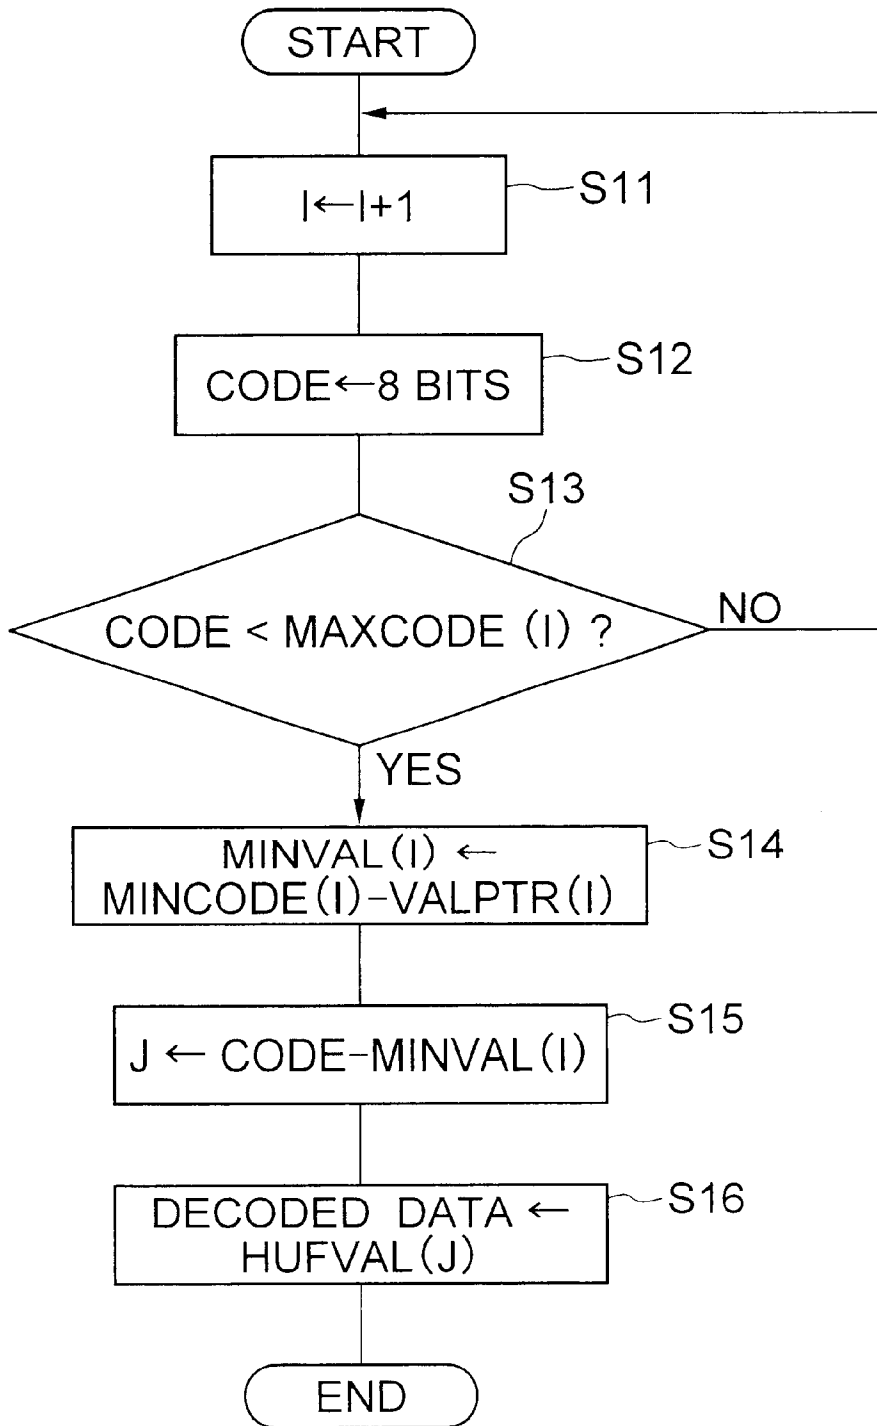 START
I←I+1
S11
CODE←8 BITS
S12
S13
CODE < MAXCODE (I) ?
NO
YES
MINVAL(I) ←
MINCODE(I)-VALPTR(I)
S14
J ← CODE-MINVAL(I)
S15
DECODED DATA ←
HUFVAL(J)
S16
END